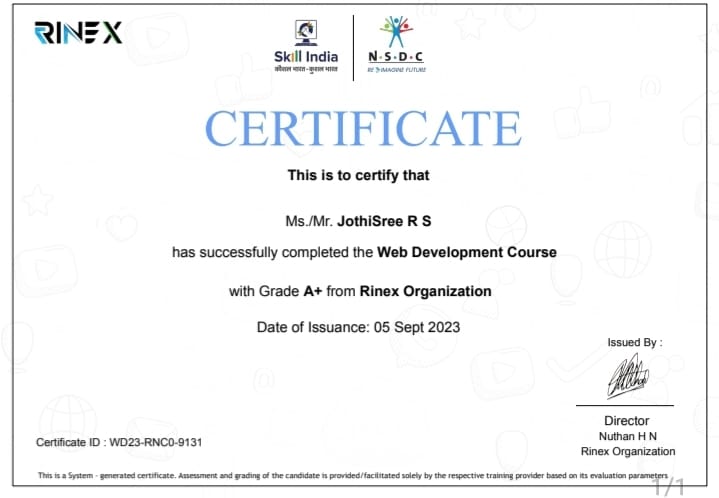 RINEX
Skill India
कौशल भारत-कुशल भारत
N·S·D·C
RE IMAGINE FUTURE
CERTIFICATE
This is to certify that
Ms./Mr. JothiSree R S
has successfully completed the Web Development Course
with Grade A+ from Rinex Organization
Date of Issuance: 05 Sept 2023
Issued By :
Director
Nuthan H N
Rinex Organization
Certificate ID : WD23-RNC0-9131
This is a System - generated certificate. Assessment and grading of the candidate is provided/facilitated solely by the respective training provider based on its evaluation parameters
1/1